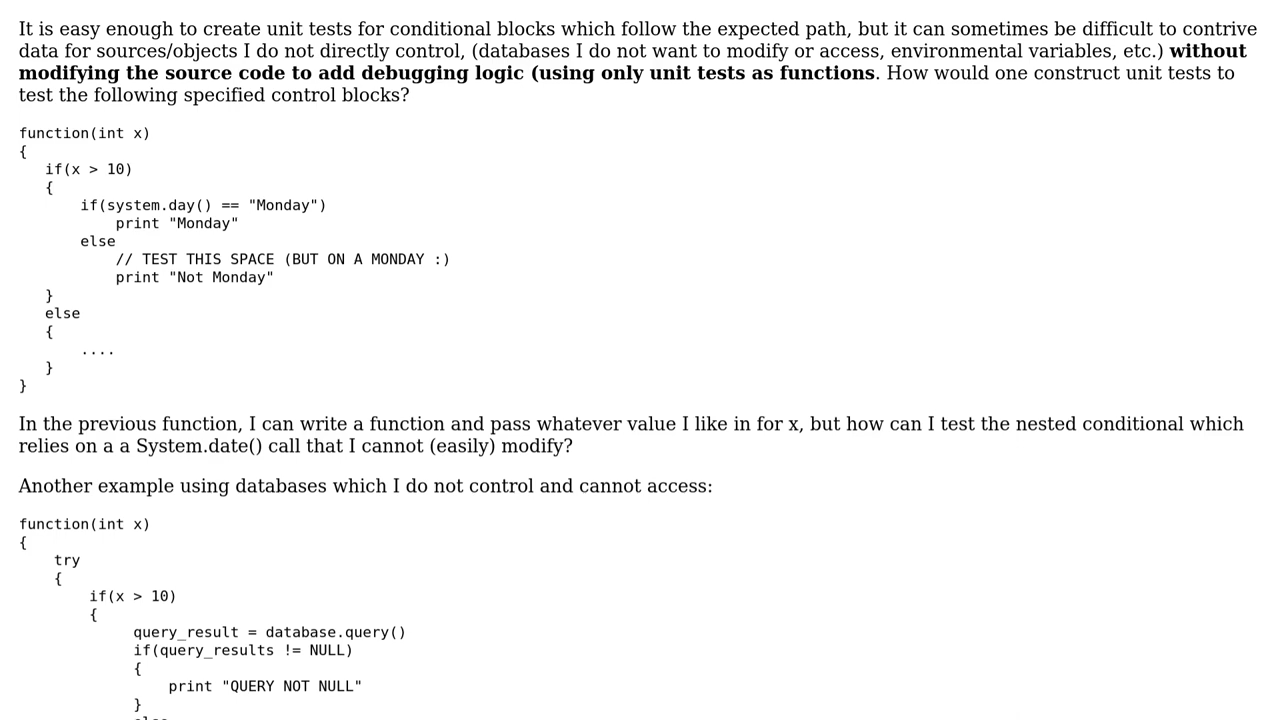 It is easy enough to create unit tests for conditional blocks which follow the expected path, but it can sometimes be difficult to contrive
data for sources/objects I do not directly control, (databases I do not want to modify or access, environmental variables, etc.) without
modifying the source code to add debugging logic (using only unit tests as functions. How would one construct unit tests to
test the following specified control blocks?
function(int x)
{
if(x > 10)
{
if(system.day() == "Monday")
print "Monday"
else
// TEST THIS SPACE (BUT ON A MONDAY :)
print "Not Monday"
}
else
{
....
}
}
In the previous function, I can write a function and pass whatever value I like in for x, but how can I test the nested conditional which
relies on a a System.date() call that I cannot (easily) modify?
Another example using databases which I do not control and cannot access:
function(int x)
{
try
{
if(x > 10)
{
query_result = database.query()
if(query_results != NULL)
{
print "QUERY NOT NULL"
}